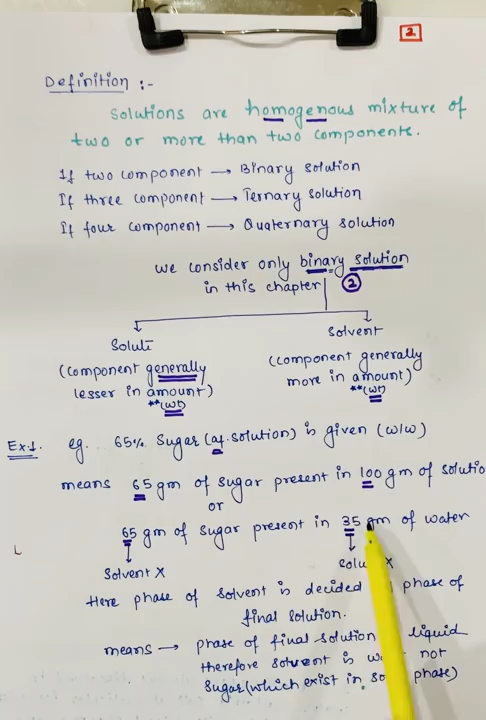 2
Definition :-
Solutions are homogenous mixture of
two or more than two components.
If two component → Binary solution
If three component → Ternary solution
If four component → Quaternary solution
we consider only binary solution
in this chapter 2
Solute
(component generally
lesser in amount)
**(wt)
Solvent
(component generally
more in amount)
**(wt)
Ex.1. eg. 65% sugar (aq. solution) is given (w/w)
means 65 gm of sugar present in 100 gm of solutio
or
65 gm of sugar present in 35 gm of water
Solvent X
solu X
Here phase of solvent is decided phase of
final solution.
means → phase of final solution liquid
therefore solvent is not
sugar (which exist in phase)